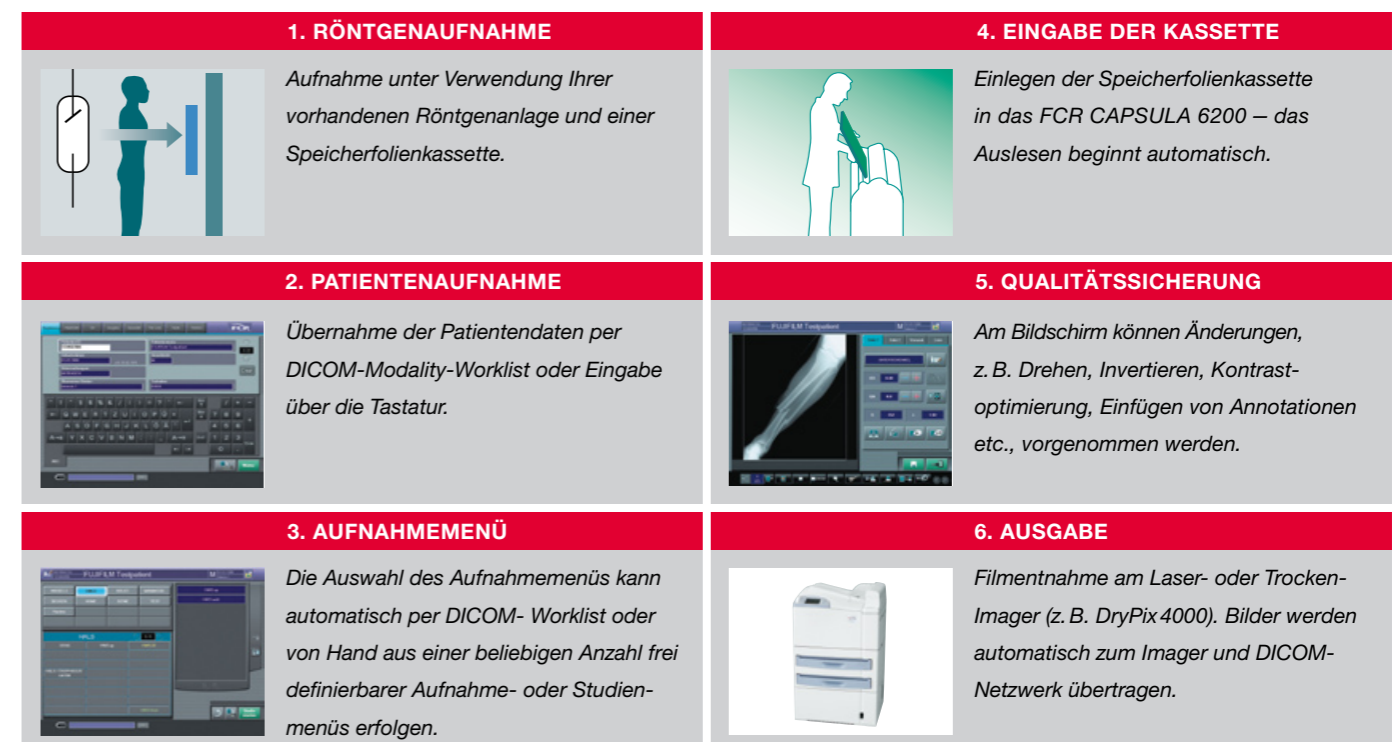 1. RÖNTGENAUFNAHME
Aufnahme unter Verwendung Ihrer
vorhandenen Röntgenanlage und einer
Speicherfolienkassette.
2. PATIENTENAUFNAHME
Übernahme der Patientendaten per
DICOM-Modality-Worklist oder Eingabe
über die Tastatur.
3. AUFNAHMEMENÜ
FUJIFILM Testpatient
Die Auswahl des Aufnahmemenüs kann
automatisch per DICOM- Worklist oder
von Hand aus einer beliebigen Anzahl frei
definierbarer Aufnahme- oder Studien-
menüs erfolgen.
4. EINGABE DER KASSETTE
Einlegen der Speicherfolienkassette
in das FCR CAPSULA 6200 – das
Auslesen beginnt automatisch.
5. QUALITÄTSSICHERUNG
FUJIFILM Testpatient
Am Bildschirm können Änderungen,
z. B. Drehen, Invertieren, Kontrast-
optimierung, Einfügen von Annotationen
etc., vorgenommen werden.
6. AUSGABE
Filmentnahme am Laser- oder Trocken-
Imager (z. B. DryPix 4000). Bilder werden
automatisch zum Imager und DICOM-
Netzwerk übertragen.